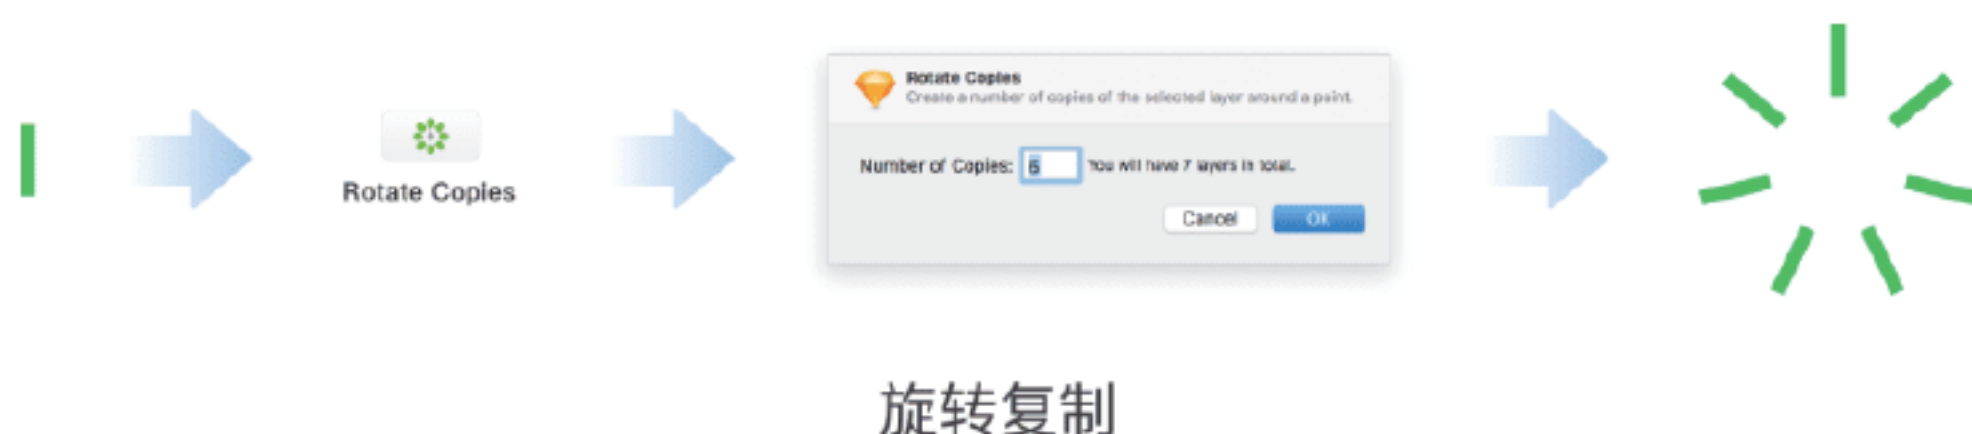 Rotate Copies
Rotate Copies
Create a number of copies of the selected layer around a point.
Number of Copies: 6 You will have 7 layers in total.
Cancel OK
旋转复制